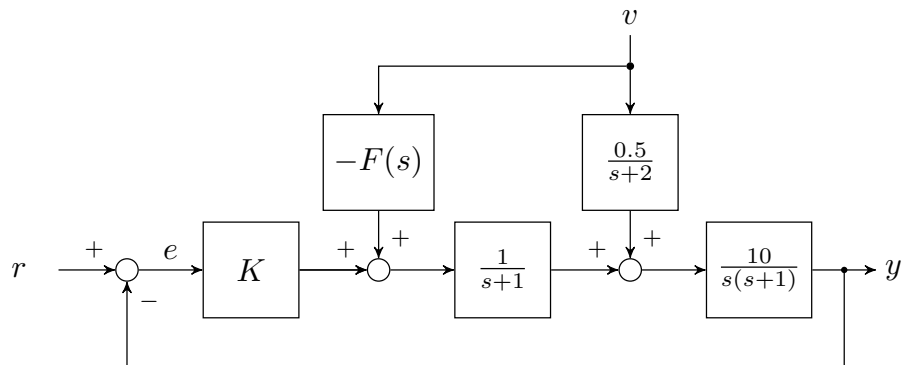 v
−F(s)
0.5
s+2
r
+
−
e
K
+
+
1
s+1
+
+
10
s(s+1)
y